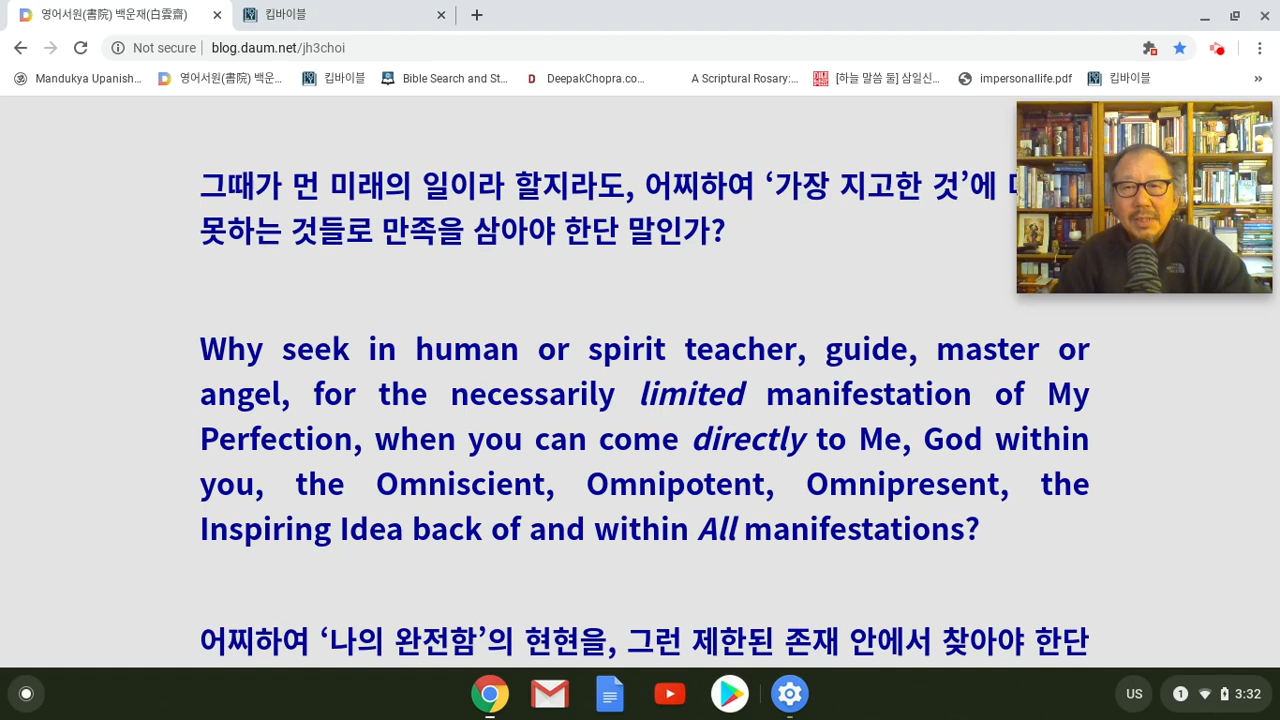 영어서원(書院) 백운재(白雲齋)
킵바이블
Not secure
blog.daum.net/jh3choi
Mandukya Upanish...
영어서원(書院) 백운...
킵바이블
Bible Search and St...
DeepakChopra.co...
A Scriptural Rosary:...
[하늘 말씀 둘] 삼일신...
impersonallife.pdf
킵바이블
»
그때가 먼 미래의 일이라 할지라도, 어찌하여 ‘가장 지고한 것’에
못하는 것들로 만족을 삼아야 한단 말인가?
Why seek in human or spirit teacher, guide, master or
angel, for the necessarily limited manifestation of My
Perfection, when you can come directly to Me, God within
you, the Omniscient, Omnipotent, Omnipresent, the
Inspiring Idea back of and within All manifestations?
어찌하여 ‘나의 완전함’의 현현을, 그런 제한된 존재 안에서 찾아야 한단
US
1
3:32